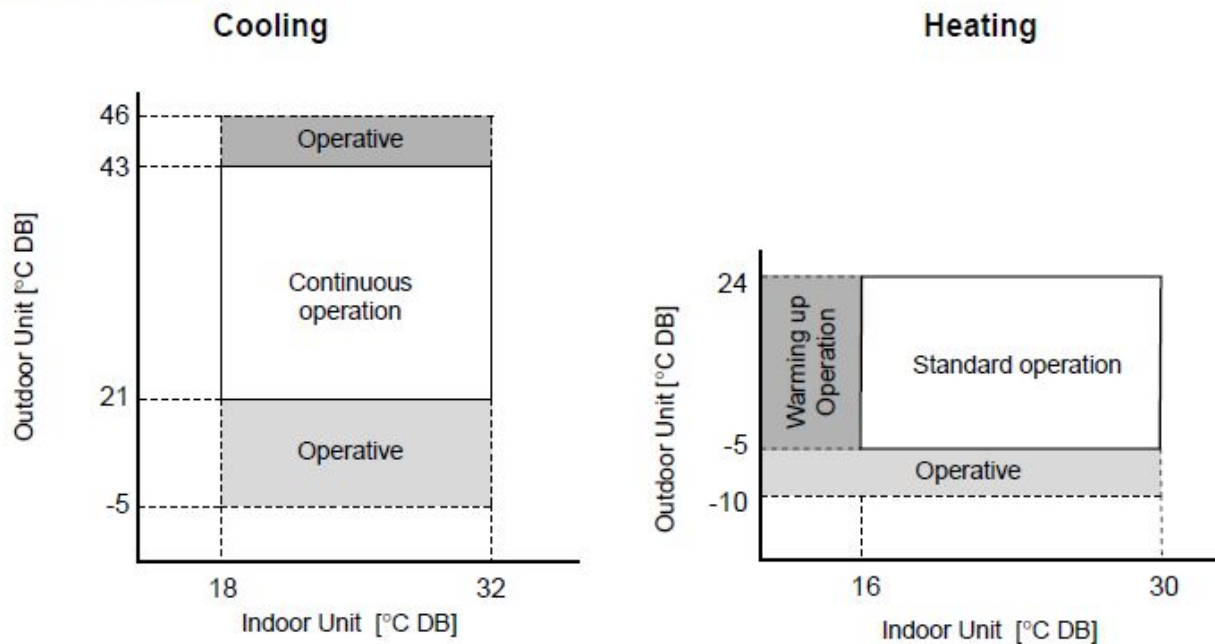 Cooling
46
Operative
43
Continuous
operation
21
Operative
-5
18
32
Outdoor Unit [°C DB]
Indoor Unit [°C DB]
Heating
24
Warming up
Operation
Standard operation
-5
Operative
-10
16
30
Outdoor Unit [°C DB]
Indoor Unit [°C DB]